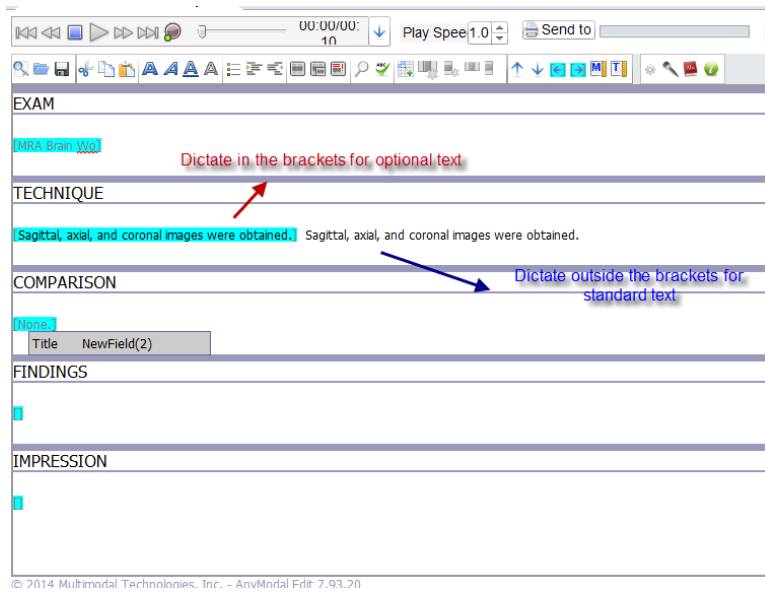 00:00/00:
10
Play Spee 1.0
Send to
EXAM
[MRA Brain Wo]
Dictate in the brackets for optional text
TECHNIQUE
[Sagittal, axial, and coronal images were obtained.] Sagittal, axial, and coronal images were obtained.
Dictate outside the brackets for
standard text
COMPARISON
[None.]
Title NewField(2)
FINDINGS
[]
IMPRESSION
[]
© 2014 Multimodal Technologies, Inc. - AnyModal Edit 7.93.20